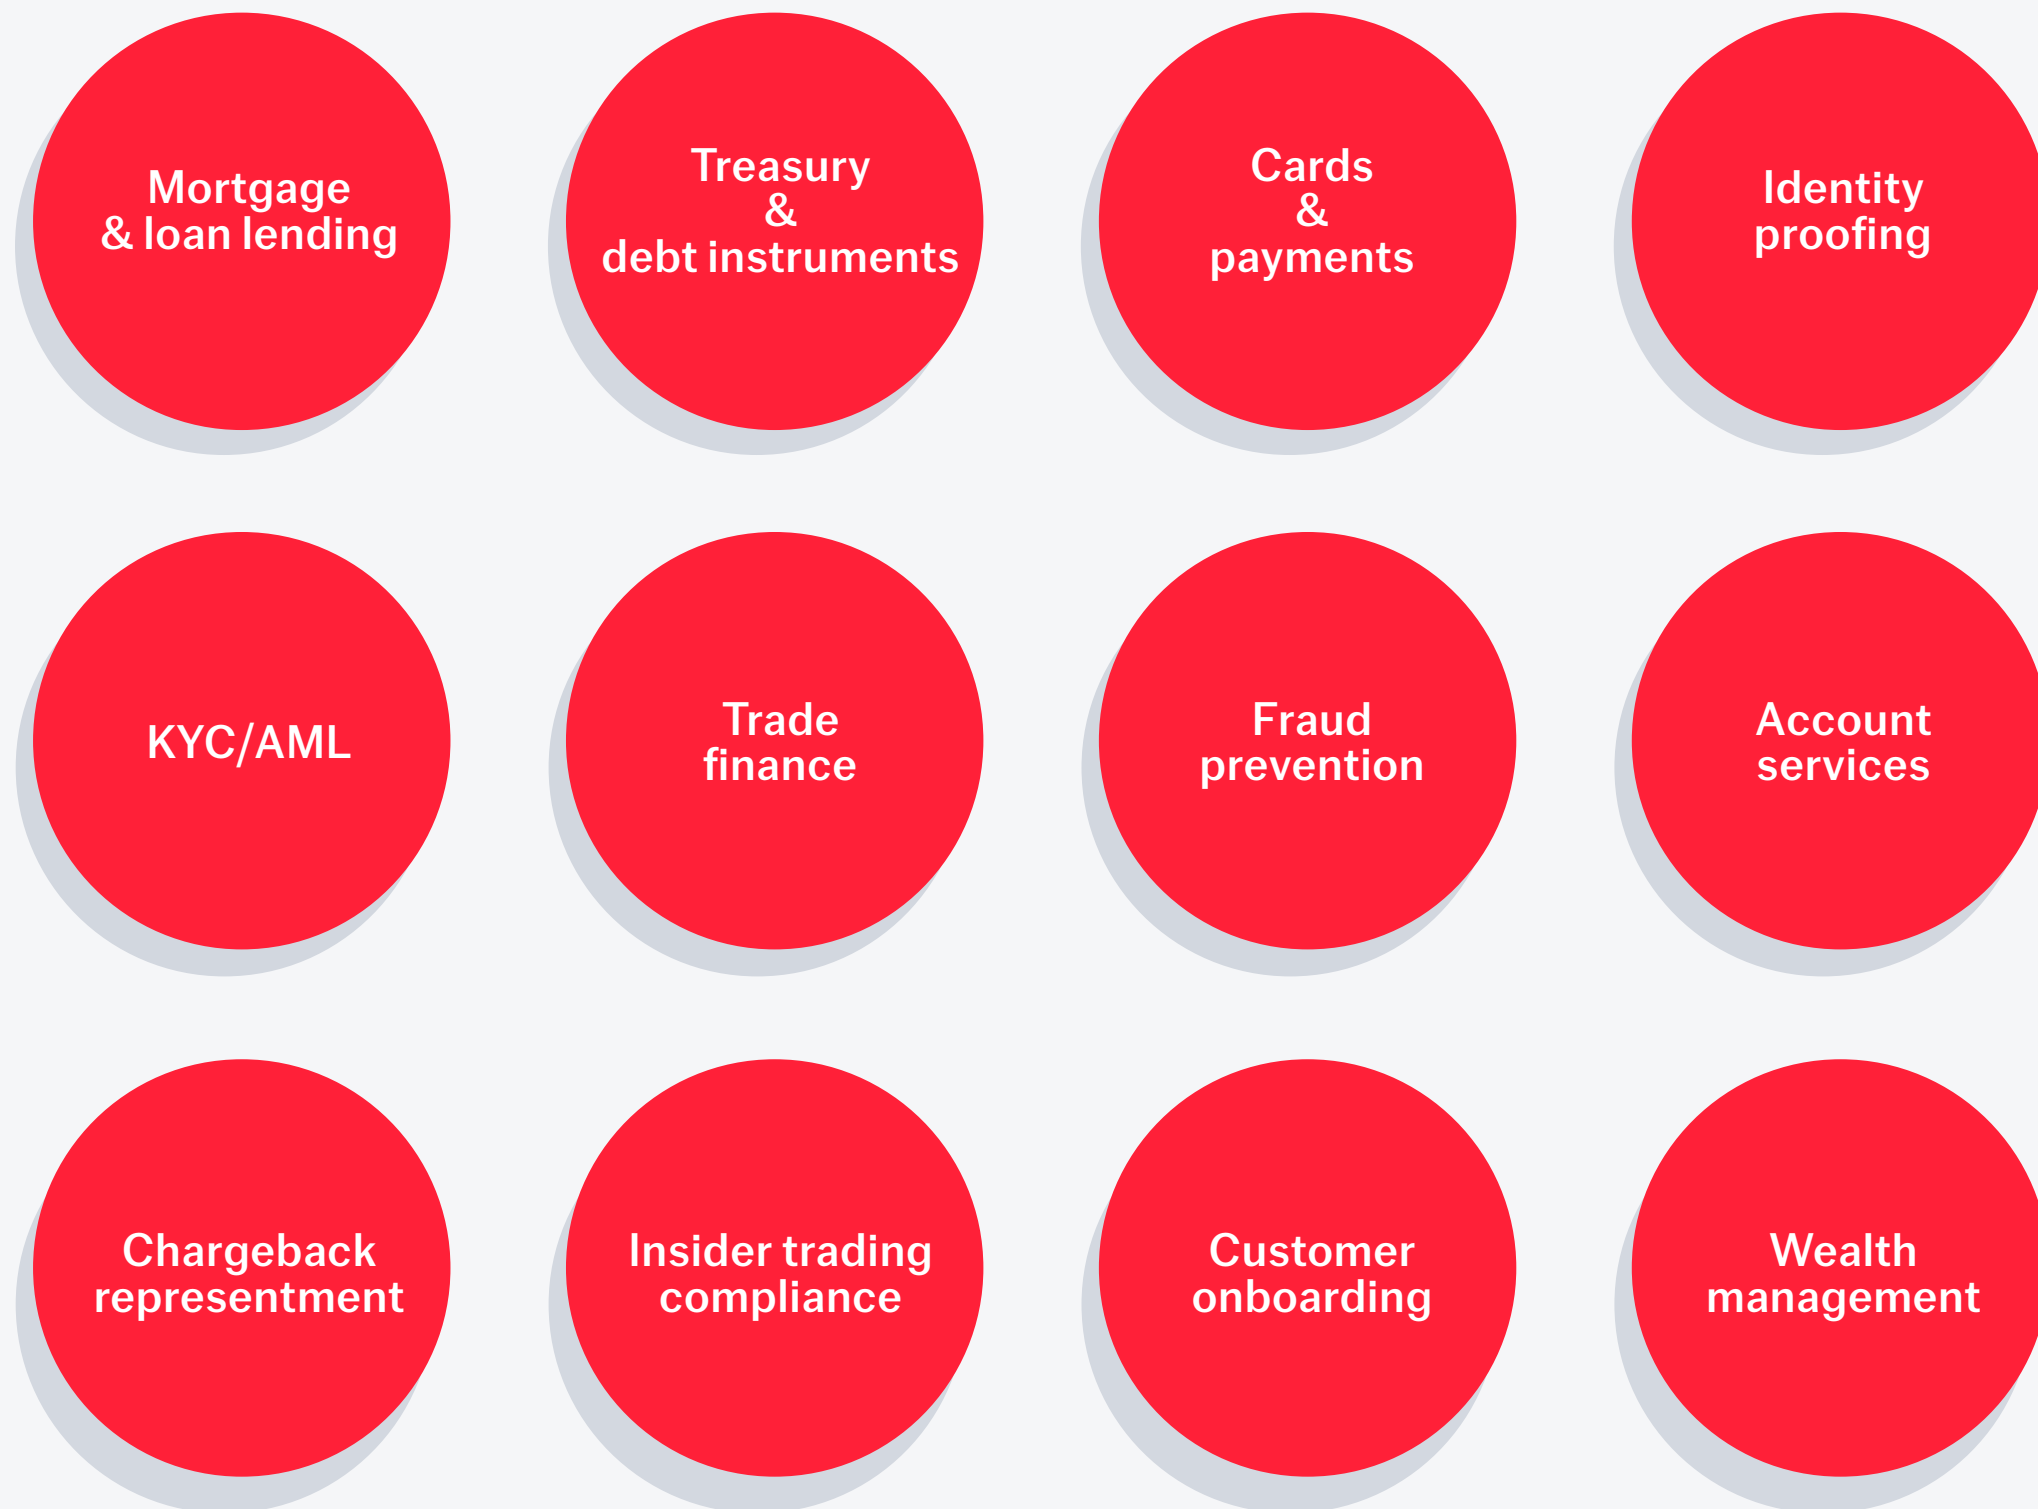 Mortgage
& loan lending
Treasury
&
debt instruments
Cards
&
payments
Identity
proofing
KYC/AML
Trade
finance
Fraud
prevention
Account
services
Chargeback
representment
Insider trading
compliance
Customer
onboarding
Wealth
management